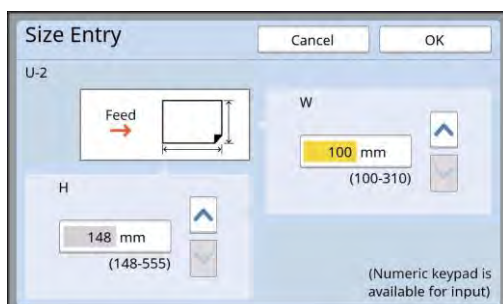 Size Entry
Cancel
OK
U-2
Feed
W
100 mm
(100-310)
H
148 mm
(148-555)
(Numeric keypad is
available for input)